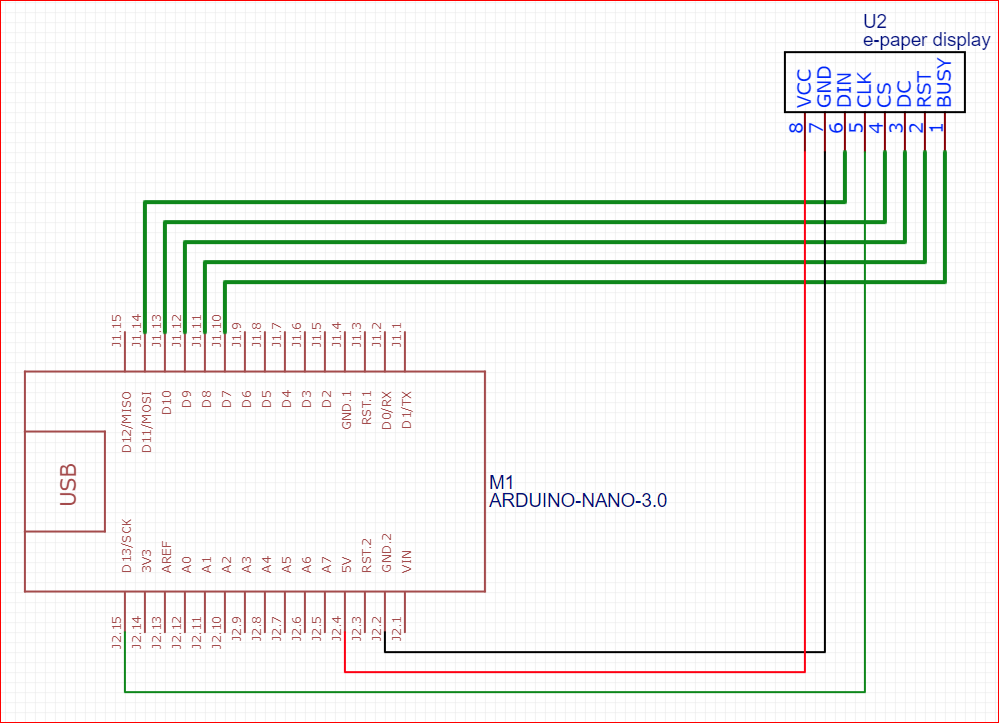 U2
e-paper display
VCC
GND
DIN
CLK
CS
DC
RST
BUSY
8
7
6
5
4
3
2
1
J1.15
J1.14
J1.13
J1.12
J1.11
J1.10
J1.9
J1.8
J1.7
J1.6
J1.5
J1.4
J1.3
J1.2
J1.1
D12/MISO
D11/MOSI
D10
D9
D8
D7
D6
D5
D4
D3
D2
GND.1
RST.1
D0/RX
D1/TX
USB
M1
ARDUINO-NANO-3.0
D13/SCK
3V3
AREF
A0
A1
A2
A3
A4
A5
A6
A7
5V
RST.2
GND.2
VIN
J2.15
J2.14
J2.13
J2.12
J2.11
J2.10
J2.9
J2.8
J2.7
J2.6
J2.5
J2.4
J2.3
J2.2
J2.1